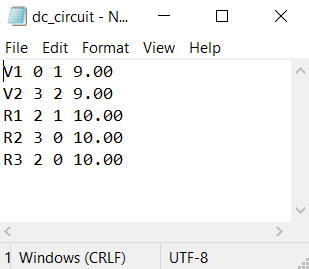 dc_circuit - N...
File Edit Format View Help
V1 0 1 9.00
V2 3 2 9.00
R1 2 1 10.00
R2 3 0 10.00
R3 2 0 10.00
1 Windows (CRLF) UTF-8